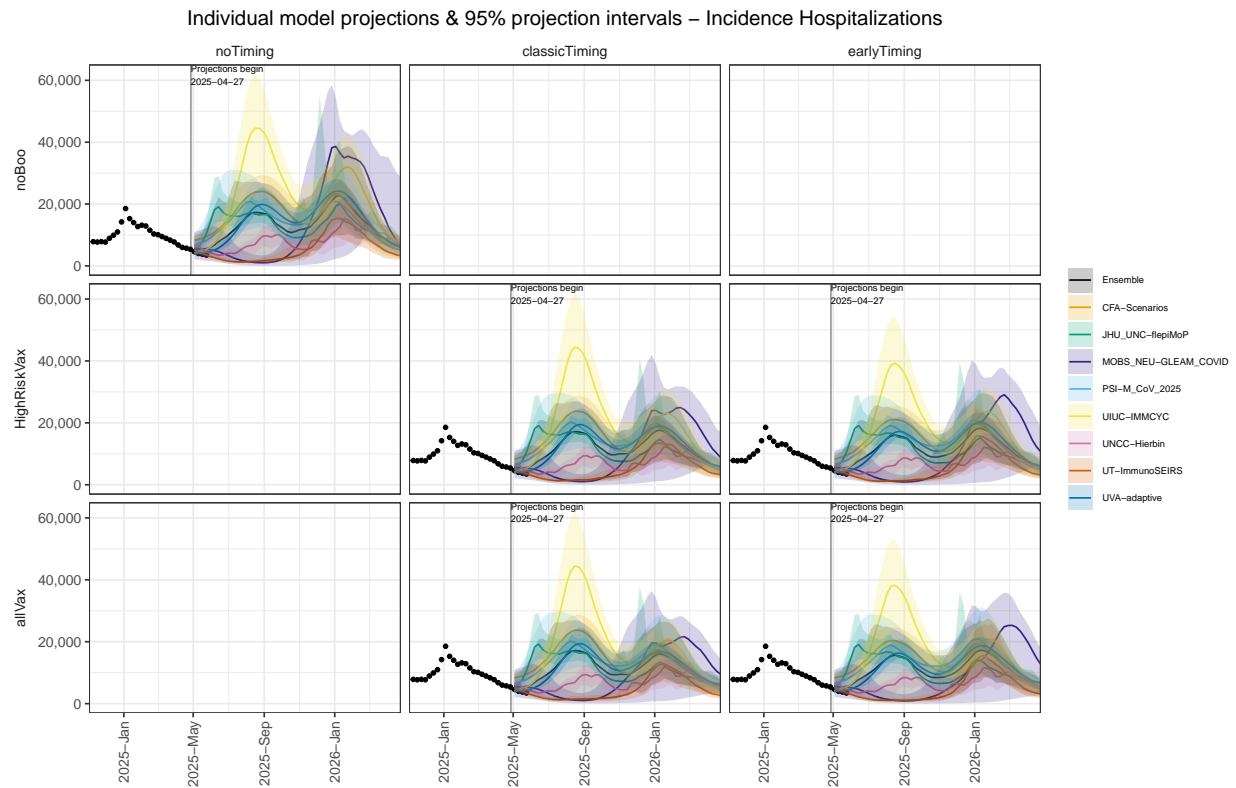 Individual model projections & 95% projection intervals − Incidence Hospitalizations
noTiming
classicTiming
earlyTiming
noBoo
60,000
40,000
20,000
0
Projections begin
2025−04−27
HighRiskVax
60,000
40,000
20,000
0
Projections begin
2025−04−27
Projections begin
2025−04−27
allVax
60,000
40,000
20,000
0
Projections begin
2025−04−27
Projections begin
2025−04−27
2025−Jan
2025−May
2025−Sep
2026−Jan
2025−Jan
2025−May
2025−Sep
2026−Jan
2025−Jan
2025−May
2025−Sep
2026−Jan
Ensemble
CFA−Scenarios
JHU_UNC−flepiMoP
MOBS_NEU−GLEAM_COVID
PSI−M_CoV_2025
UIUC−IMMCYC
UNCC−Hierbin
UT−ImmunoSEIRS
UVA−adaptive